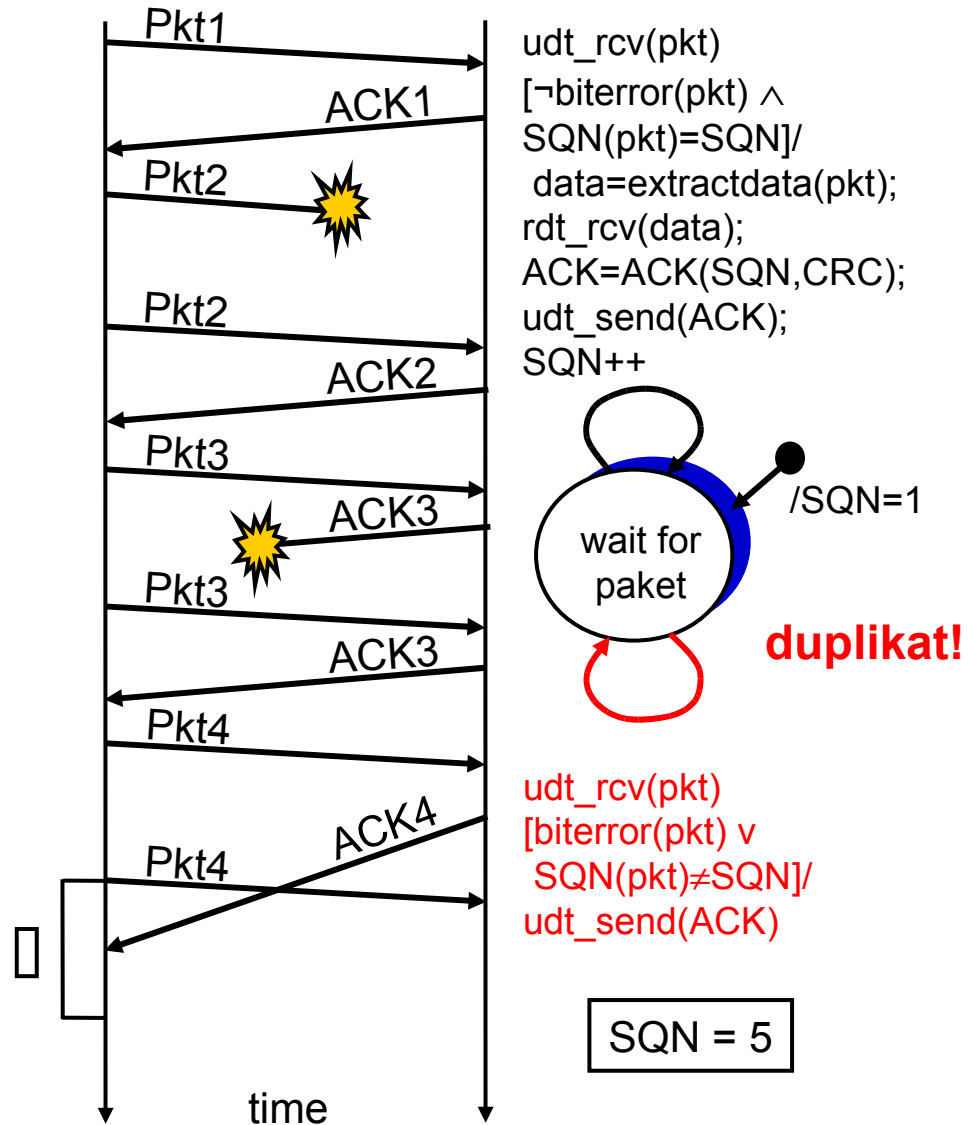 Pkt1
ACK1
Pkt2
Pkt2
ACK2
Pkt3
ACK3
Pkt3
ACK3
Pkt4
ACK4
Pkt4
time
udt_rcv(pkt)
[¬biterror(pkt) ∧
SQN(pkt)=SQN]/
data=extractdata(pkt);
rdt_rcv(data);
ACK=ACK(SQN,CRC);
udt_send(ACK);
SQN++
/SQN=1
wait for
paket
duplikat!
udt_rcv(pkt)
[biterror(pkt) v
SQN(pkt)≠SQN]/
udt_send(ACK)
SQN = 5